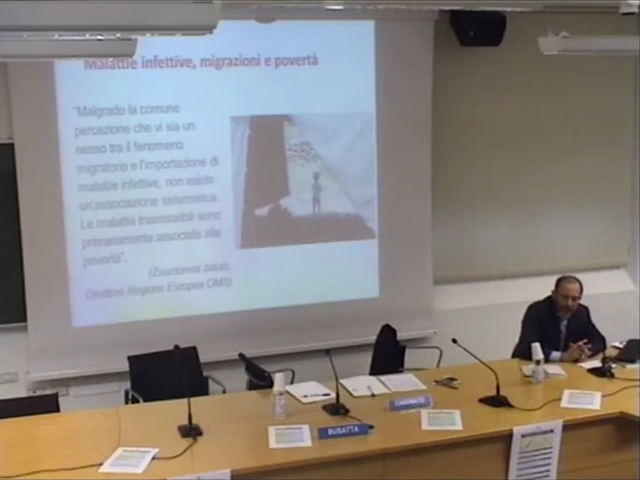 Malattie infettive, migrazioni e povertà
"Malgrado la comune
percezione che vi sia un
nesso tra il fenomeno
migratorio e l'importazione di
malattie infettive, non esiste
un'associazione sistematica.
Le malattie trasmissibili sono
primariamente associate alla
povertà".
(Zsuzsanna Jakab,
Direttore Regione Europea OMS)
BUSATTA